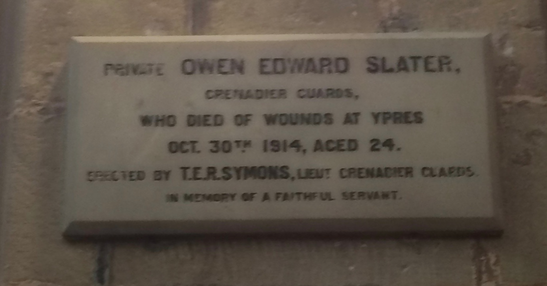 PRIVATE OWEN EDWARD SLATER,
GRENADIER GUARDS,
WHO DIED OF WOUNDS AT YPRES
OCT. 30TH 1914, AGED 24.
ERECTED BY T.E.R.SYMONS, LIEUT GRENADIER GUARDS.
IN MEMORY OF A FAITHFUL SERVANT.